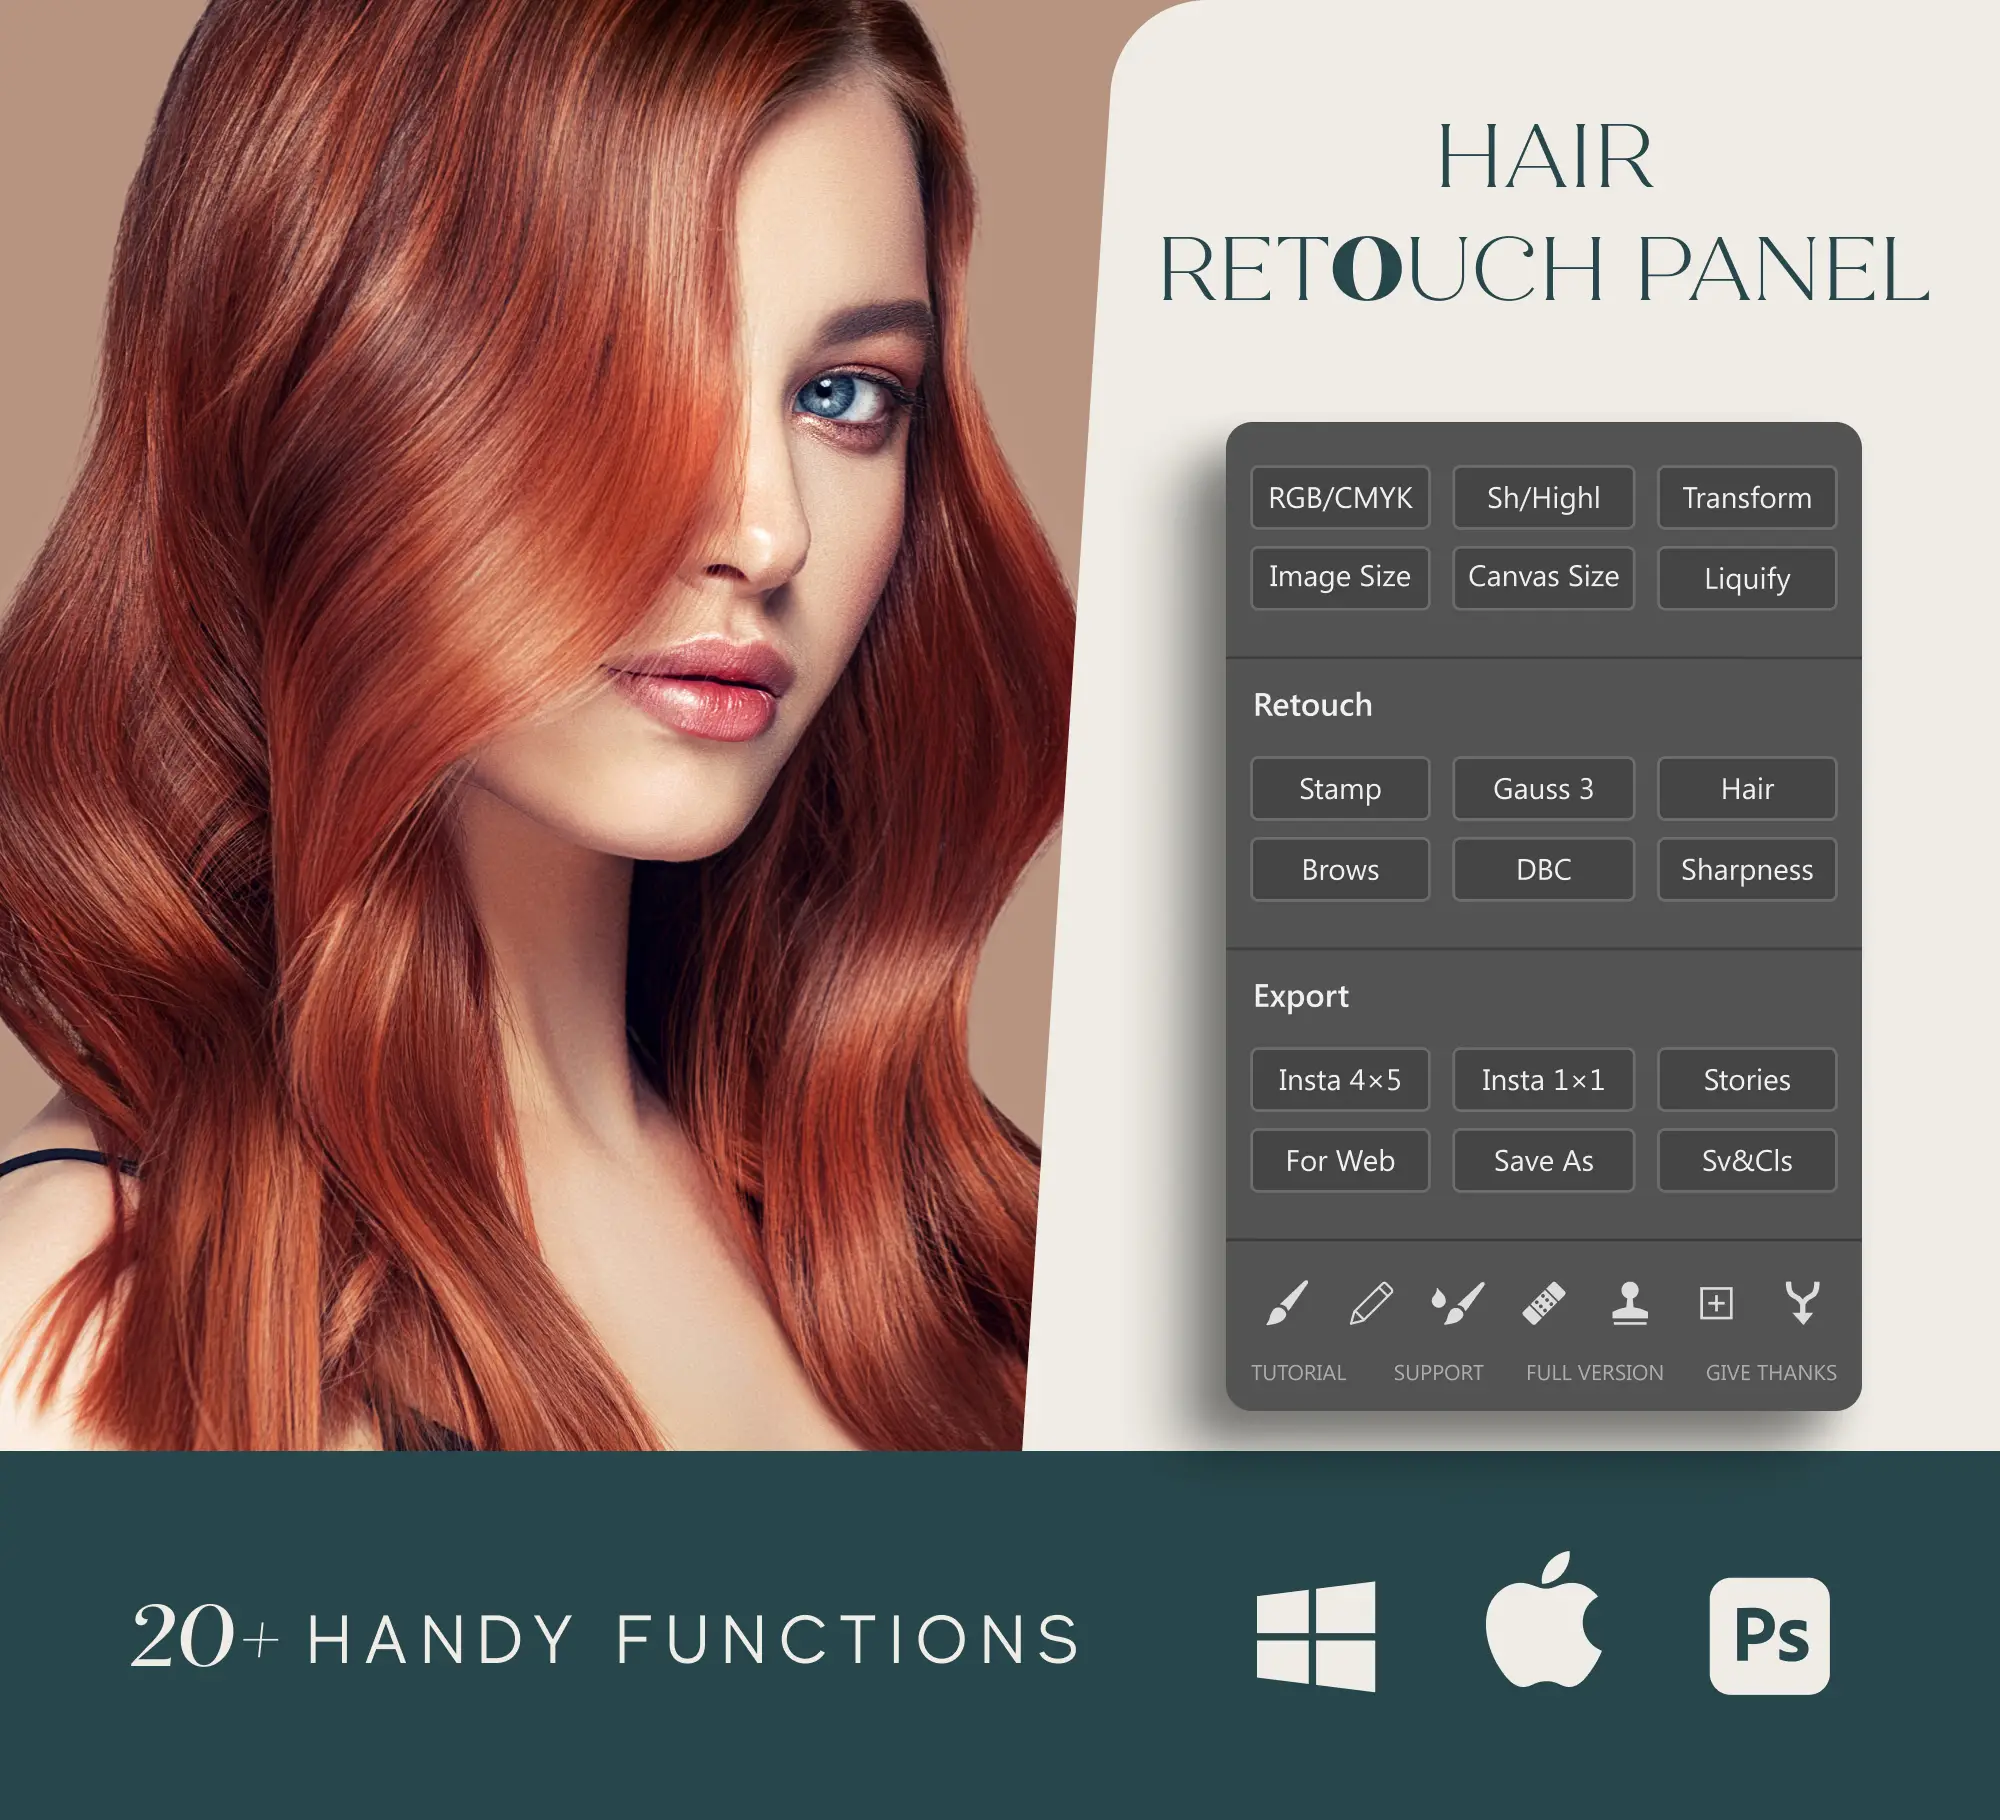 HAIR
RETOUCH PANEL
RGB/CMYK Sh/Highl Transform
Image Size Canvas Size Liquify
Retouch
Stamp Gauss 3 Hair
Brows DBC Sharpness
Export
Insta 4×5 Insta 1×1 Stories
For Web Save As Sv&Cls
TUTORIAL SUPPORT FULL VERSION GIVE THANKS
20+ HANDY FUNCTIONS
Ps